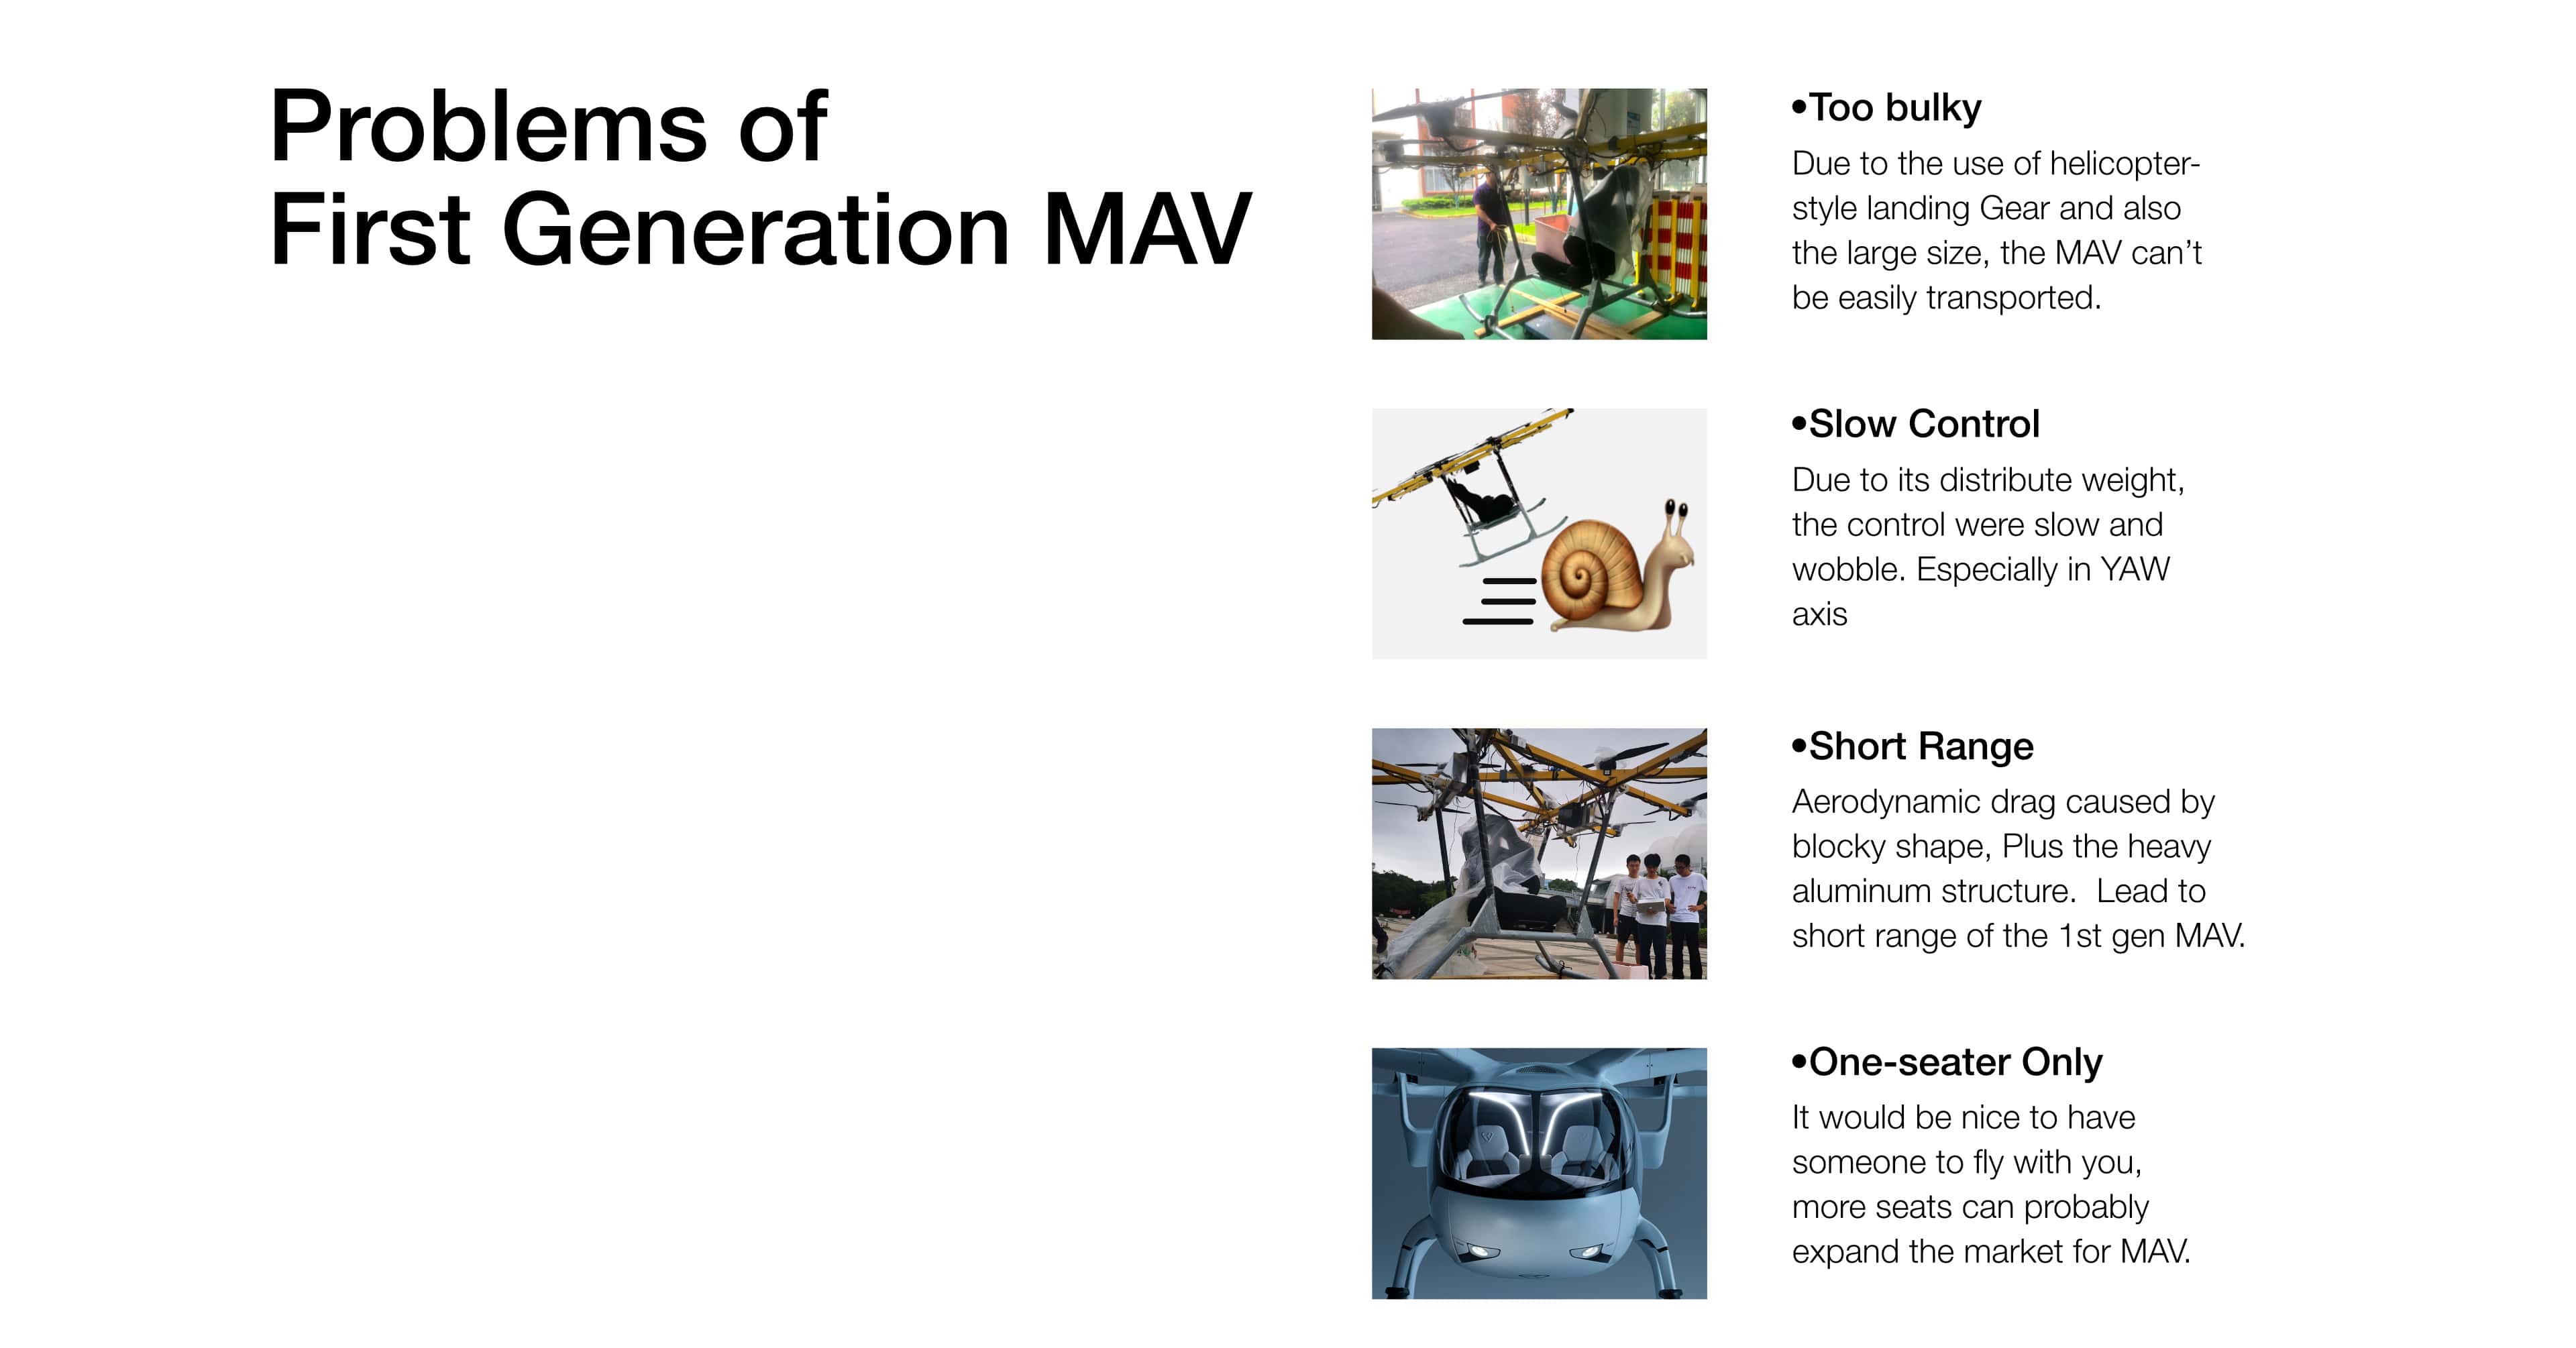 Problems of
First Generation MAV
•Too bulky
Due to the use of helicopter-
style landing Gear and also
the large size, the MAV can’t
be easily transported.
•Slow Control
Due to its distribute weight,
the control were slow and
wobble. Especially in YAW
axis
•Short Range
Aerodynamic drag caused by
blocky shape, Plus the heavy
aluminum structure.  Lead to
short range of the 1st gen MAV.
•One-seater Only
It would be nice to have
someone to fly with you,
more seats can probably
expand the market for MAV.